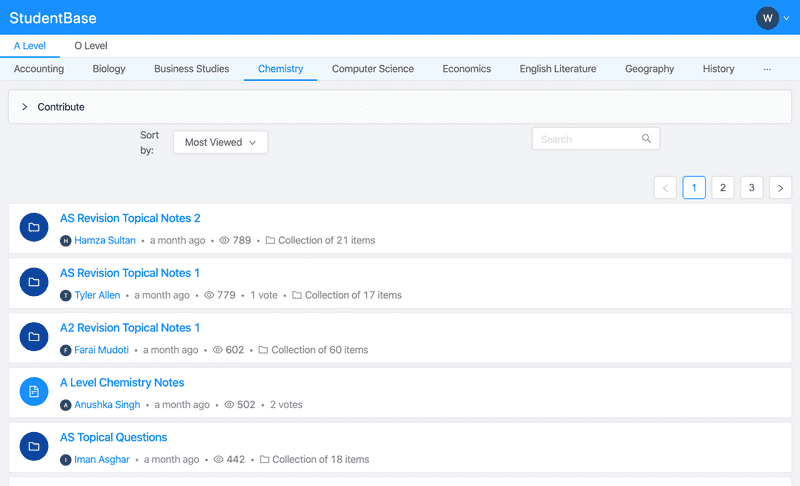 StudentBase
W
A Level O Level
Accounting Biology Business Studies Chemistry Computer Science Economics English Literature Geography History ...
Contribute
Sort by:
Most Viewed
Search
1 2 3
AS Revision Topical Notes 2
H Hamza Sultan • a month ago • 789 • Collection of 21 items
AS Revision Topical Notes 1
T Tyler Allen • a month ago • 779 • 1 vote • Collection of 17 items
A2 Revision Topical Notes 1
F Farai Mudoti • a month ago • 602 • Collection of 60 items
A Level Chemistry Notes
A Anushka Singh • a month ago • 502 • 2 votes
AS Topical Questions
I Iman Asghar • a month ago • 442 • Collection of 18 items